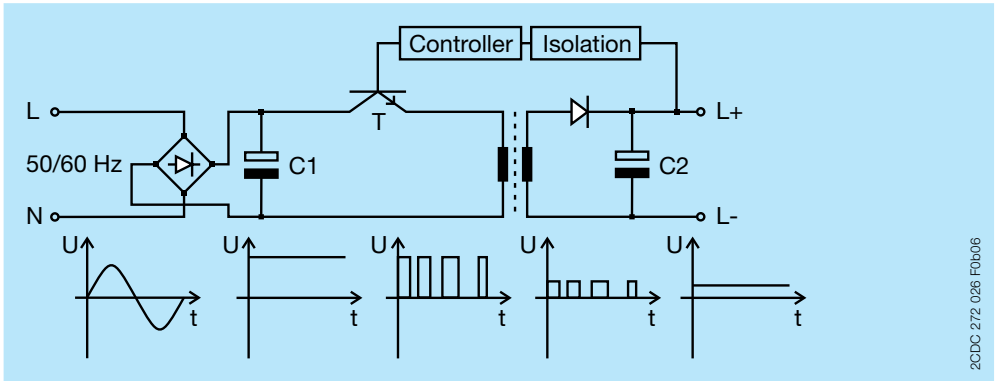 Controller Isolation
L T L+
50/60 Hz C1 C2
N L-
U U U U U
t t t t t
2CDC 272 026 F0b06